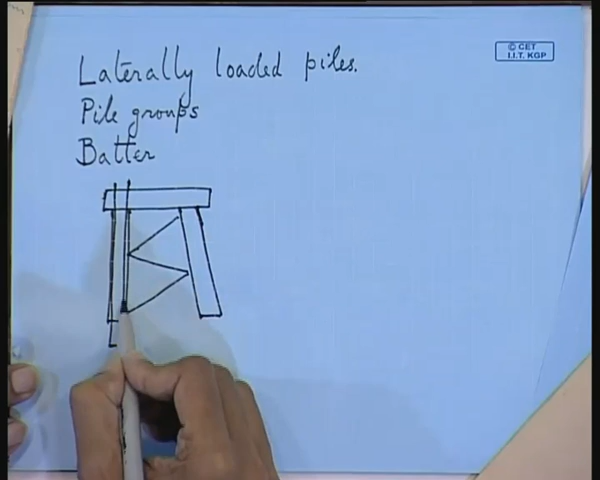 Laterally loaded piles.
Pile groups
Batter
© CET
I.I.T. KGP